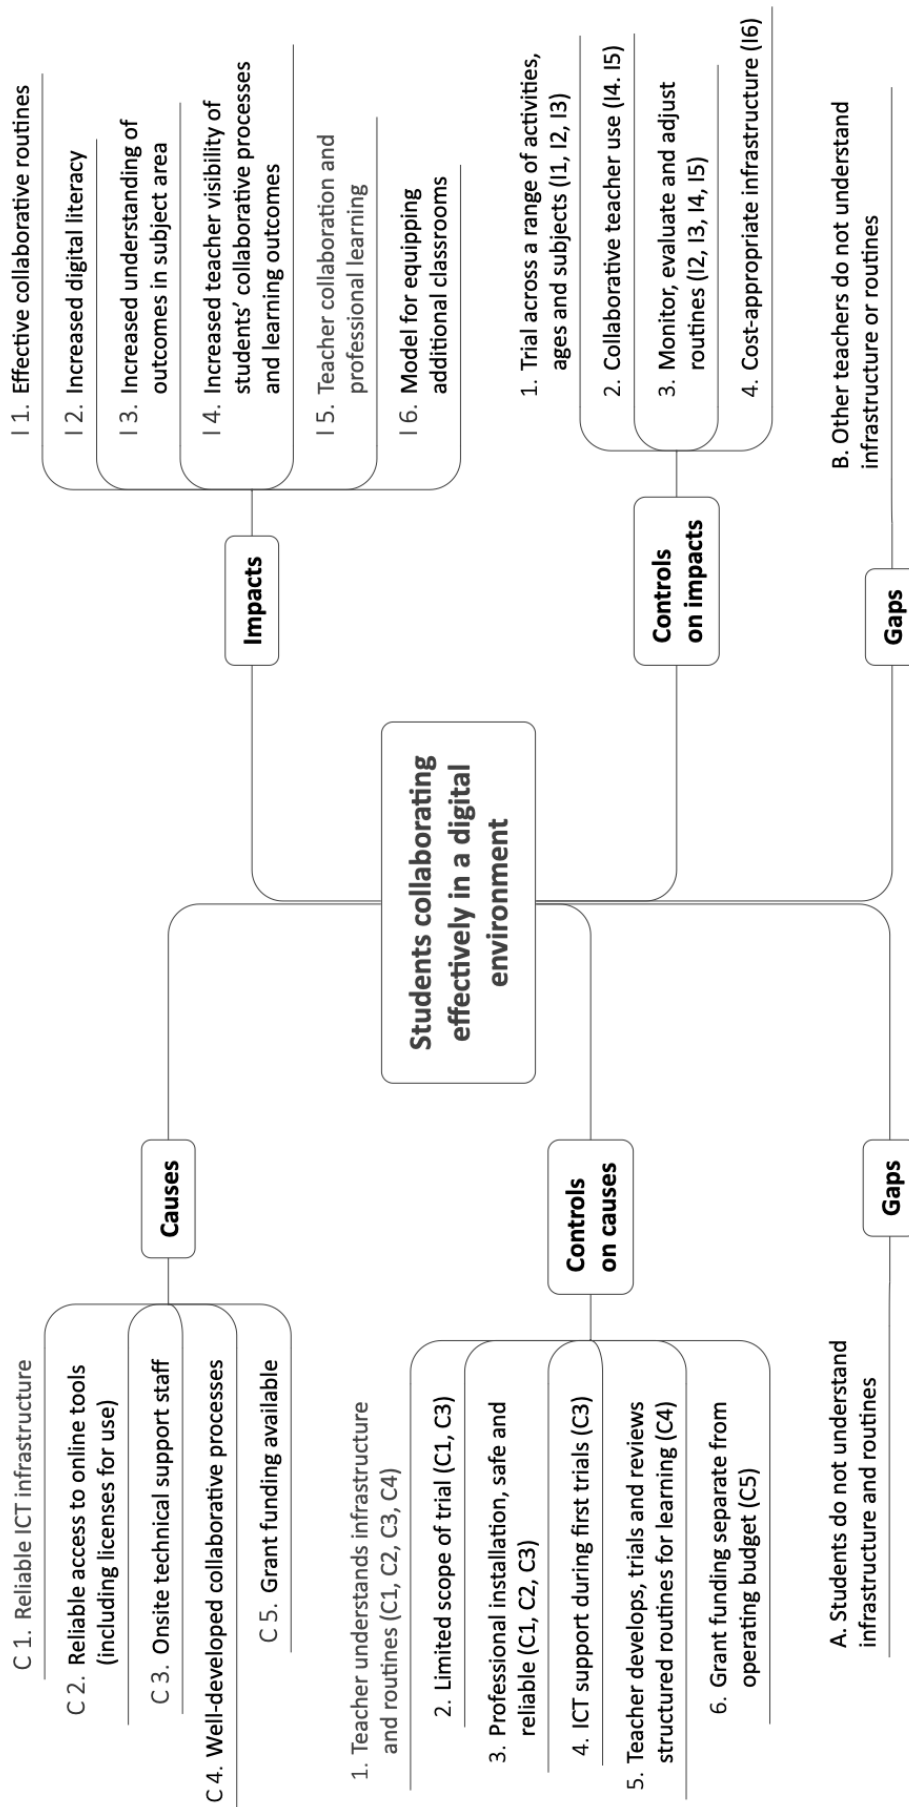 Students collaborating
effectively in a digital
environment
Causes
C 1. Reliable ICT infrastructure
C 2. Reliable access to online tools
(including licenses for use)
C 3. Onsite technical support staff
C 4. Well-developed collaborative processes
C 5. Grant funding available
Controls
on causes
1. Teacher understands infrastructure
and routines (C1, C2, C3, C4)
2. Limited scope of trial (C1, C3)
3. Professional installation, safe and
reliable (C1, C2, C3)
4. ICT support during first trials (C3)
5. Teacher develops, trials and reviews
structured routines for learning (C4)
6. Grant funding separate from
operating budget (C5)
Gaps
A. Students do not understand
infrastructure and routines
Impacts
I 1. Effective collaborative routines
I 2. Increased digital literacy
I 3. Increased understanding of
outcomes in subject area
I 4. Increased teacher visibility of
students' collaborative processes
and learning outcomes
I 5. Teacher collaboration and
professional learning
I 6. Model for equipping
additional classrooms
Controls
on impacts
1. Trial across a range of activities,
ages and subjects (I1, I2, I3)
2. Collaborative teacher use (I4. I5)
3. Monitor, evaluate and adjust
routines (I2, I3, I4, I5)
4. Cost-appropriate infrastructure (I6)
Gaps
B. Other teachers do not understand
infrastructure or routines